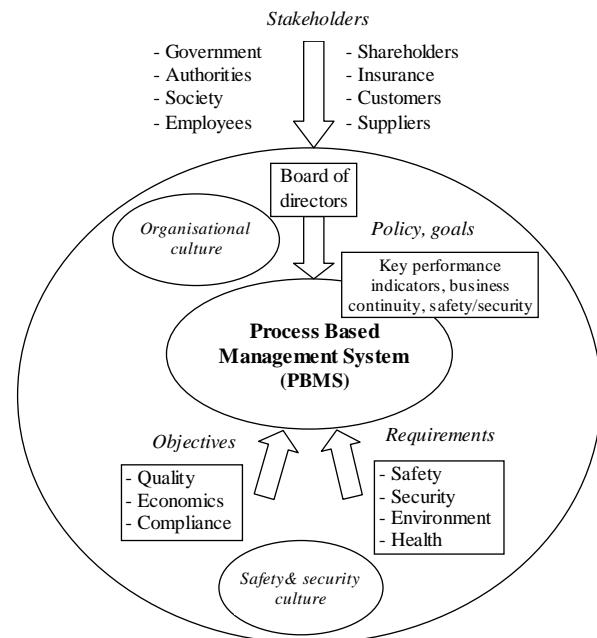 Stakeholders
- Government
- Authorities
- Society
- Employees
- Shareholders
- Insurance
- Customers
- Suppliers
Board of
directors
Organisational
culture
Policy, goals
Key performance
indicators, business
continuity, safety/security
Process Based
Management System
(PBMS)
Objectives
- Quality
- Economics
- Compliance
Requirements
- Safety
- Security
- Environment
- Health
Safety& security
culture